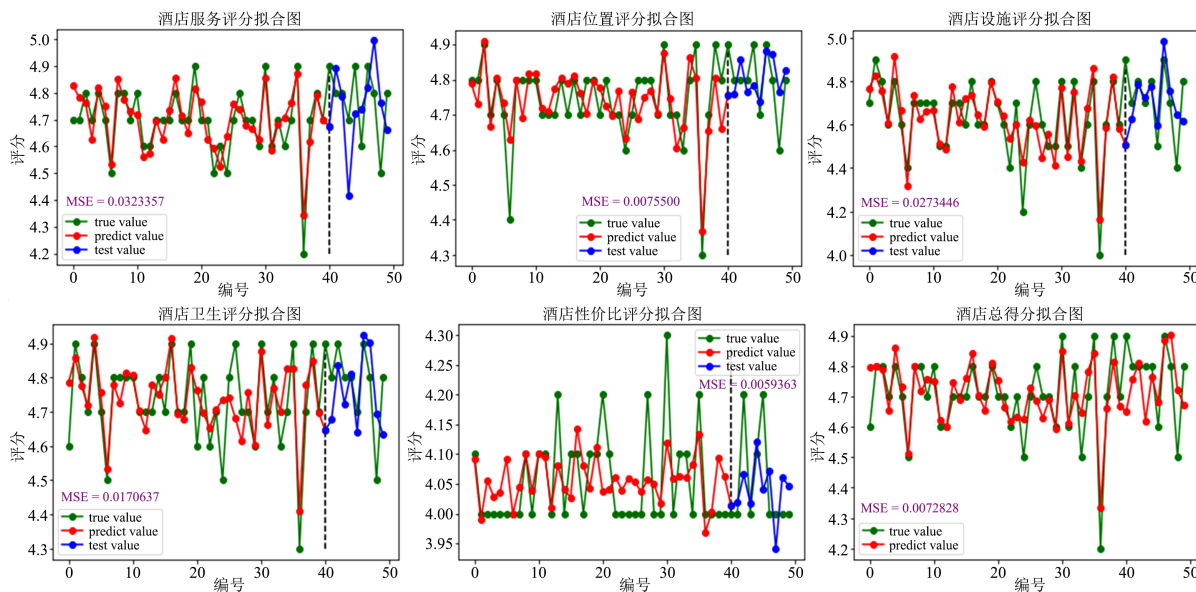 酒店服务评分拟合图
5.0
4.9
4.8
4.7
4.6
4.5
4.4
4.3
4.2
评分
MSE = 0.0323357
true value
predict value
test value
0 10 20 30 40 50
编号
酒店位置评分拟合图
4.9
4.8
4.7
4.6
4.5
4.4
4.3
评分
MSE = 0.0075500
true value
predict value
test value
0 10 20 30 40 50
编号
酒店设施评分拟合图
5.0
4.8
4.6
4.4
4.2
4.0
评分
MSE = 0.0273446
true value
predict value
test value
0 10 20 30 40 50
编号
酒店卫生评分拟合图
4.9
4.8
4.7
4.6
4.5
4.4
4.3
评分
MSE = 0.0170637
true value
predict value
test value
0 10 20 30 40 50
编号
酒店性价比评分拟合图
4.30
4.25
4.20
4.15
4.10
4.05
4.00
3.95
评分
true value
predict value
test value
MSE = 0.0059363
0 10 20 30 40 50
编号
酒店总得分拟合图
4.9
4.8
4.7
4.6
4.5
4.4
4.3
4.2
评分
MSE = 0.0072828
true value
predict value
0 10 20 30 40 50
编号